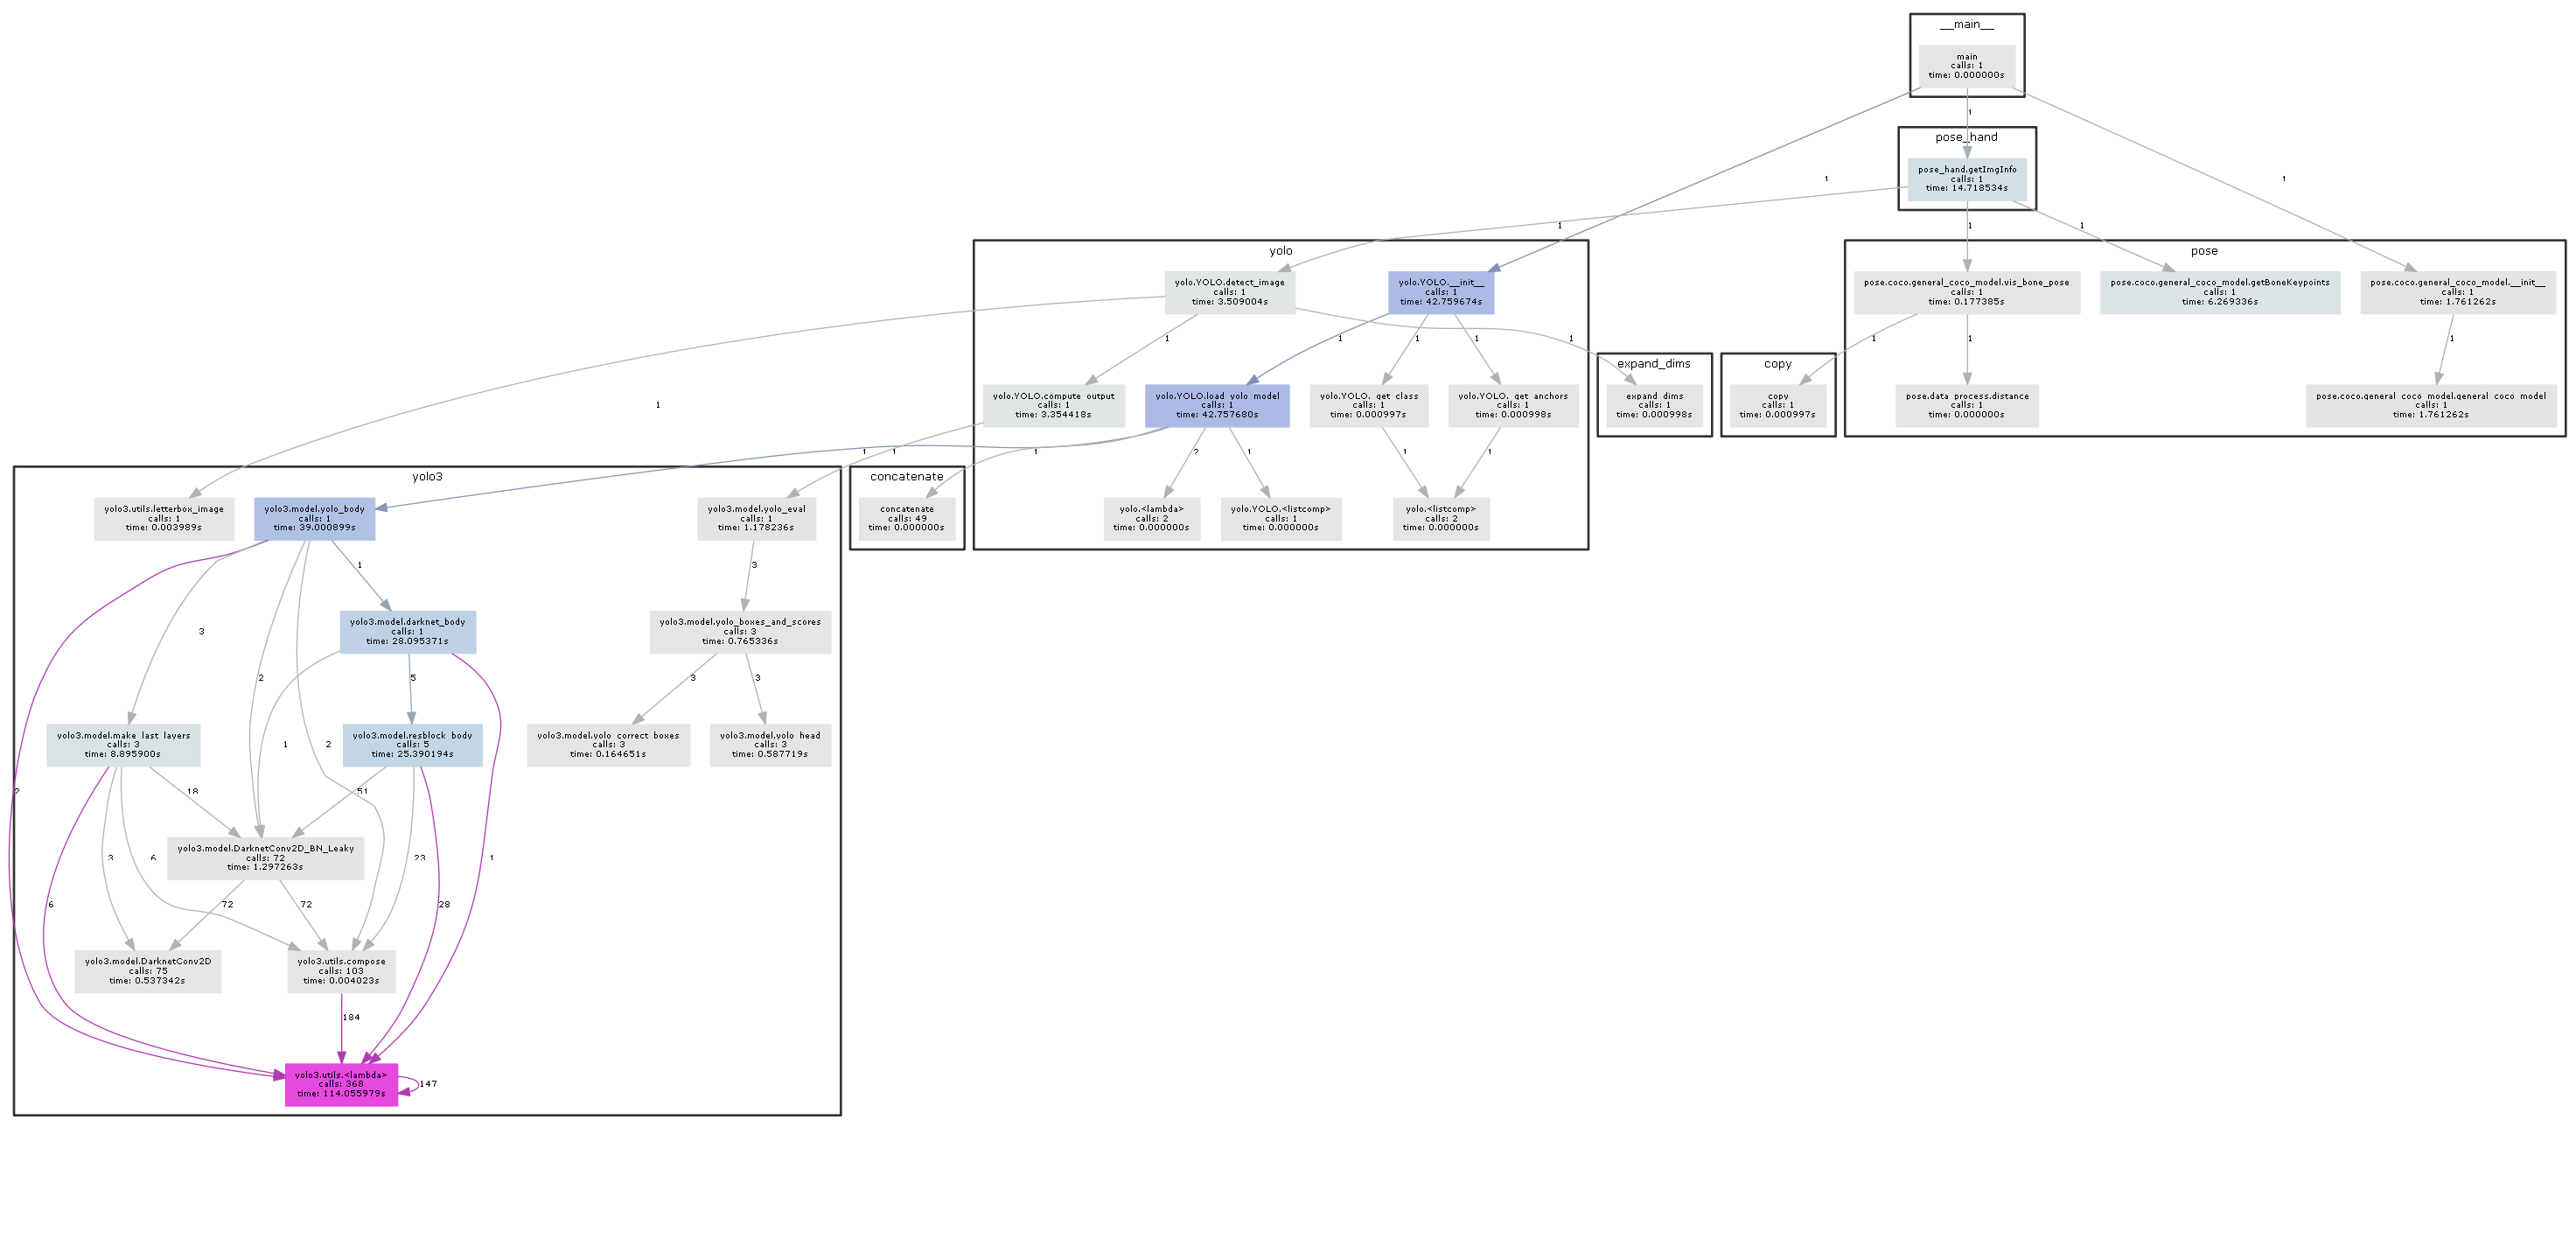 __main__
main
calls: 1
time: 0.000000s
1
pose_hand
pose_hand.getImgInfo
calls: 1
time: 14.718534s
1
1
1
1
1
yolo
yolo.YOLO.detect_image
calls: 1
time: 3.509004s
yolo.YOLO.__init__
calls: 1
time: 42.759674s
pose
pose.coco.general_coco_model.vis_bone_pose
calls: 1
time: 0.177385s
pose.coco.general_coco_model.getBoneKeypoints
calls: 1
time: 6.269336s
pose.coco.general_coco_model.__init__
calls: 1
time: 1.761262s
1
1
1
1
1
1
1
1
yolo.YOLO.compute_output
calls: 1
time: 3.354418s
yolo.YOLO.load_yolo_model
calls: 1
time: 42.757680s
yolo.YOLO._get_class
calls: 1
time: 0.000997s
yolo.YOLO._get_anchors
calls: 1
time: 0.000998s
expand_dims
expand_dims
calls: 1
time: 0.000998s
copy
copy
calls: 1
time: 0.000997s
pose.data_process.distance
calls: 1
time: 0.000000s
pose.coco.general_coco_model.general_coco_model
calls: 1
time: 1.761262s
1
1
1
1
2
1
1
1
yolo3
yolo3.utils.letterbox_image
calls: 1
time: 0.003989s
yolo3.model.yolo_body
calls: 1
time: 39.000899s
yolo3.model.yolo_eval
calls: 1
time: 1.178236s
concatenate
concatenate
calls: 49
time: 0.000000s
yolo.<lambda>
calls: 2
time: 0.000000s
yolo.YOLO.<listcomp>
calls: 1
time: 0.000000s
yolo.<listcomp>
calls: 2
time: 0.000000s
1
3
yolo3.model.darknet_body
calls: 1
time: 28.095371s
yolo3.model.yolo_boxes_and_scores
calls: 3
time: 0.765336s
3
2
5
3
3
yolo3.model.make_last_layers
calls: 3
time: 8.895900s
1
2
yolo3.model.resblock_body
calls: 5
time: 25.390194s
yolo3.model.yolo_correct_boxes
calls: 3
time: 0.164651s
yolo3.model.yolo_head
calls: 3
time: 0.587719s
2
18
51
3
6
yolo3.model.DarknetConv2D_BN_Leaky
calls: 72
time: 1.297263s
23
1
6
72
72
28
yolo3.model.DarknetConv2D
calls: 75
time: 0.537342s
yolo3.utils.compose
calls: 103
time: 0.004023s
184
yolo3.utils.<lambda>
calls: 368
time: 114.055979s
147